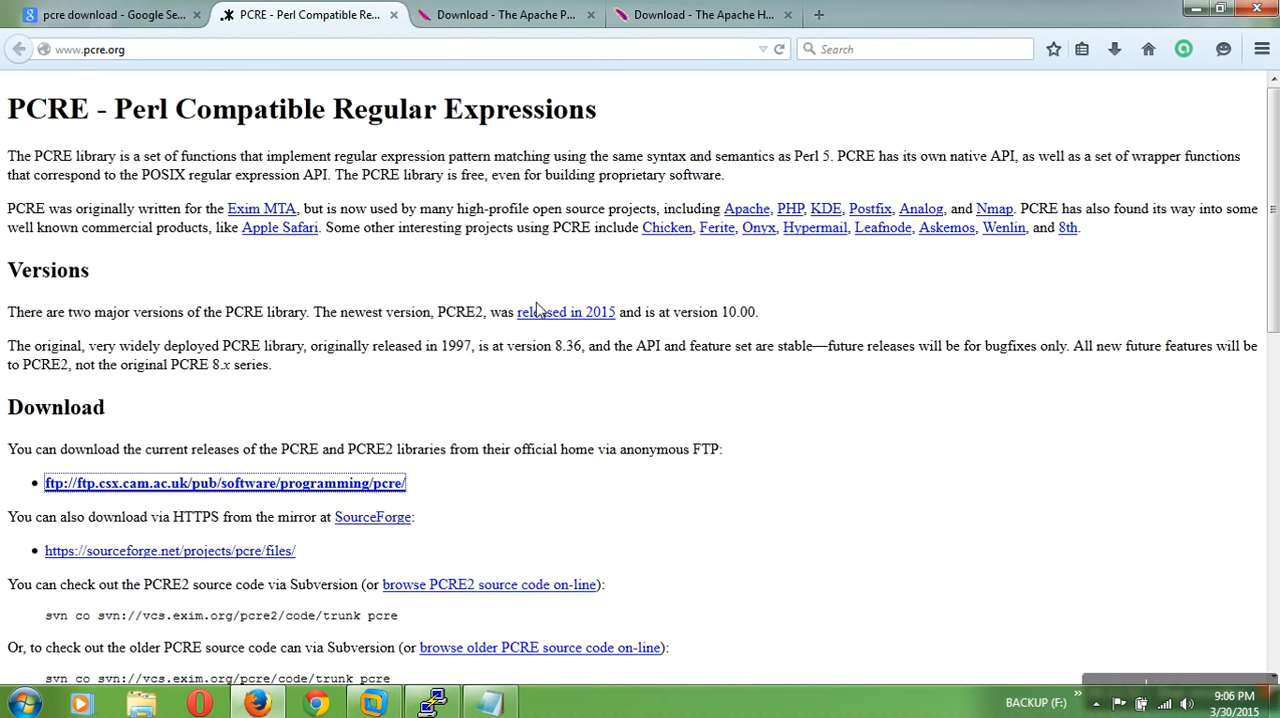 pcre download - Google Se...
PCRE - Perl Compatible Re...
Download - The Apache P...
Download - The Apache H...
www.pcre.org
Search
PCRE - Perl Compatible Regular Expressions
The PCRE library is a set of functions that implement regular expression pattern matching using the same syntax and semantics as Perl 5. PCRE has its own native API, as well as a set of wrapper functions
that correspond to the POSIX regular expression API. The PCRE library is free, even for building proprietary software.
PCRE was originally written for the Exim MTA, but is now used by many high-profile open source projects, including Apache, PHP, KDE, Postfix, Analog, and Nmap. PCRE has also found its way into some
well known commercial products, like Apple Safari. Some other interesting projects using PCRE include Chicken, Ferite, Onyx, Hypermail, Leafnode, Askemos, Wenlin, and 8th.
Versions
There are two major versions of the PCRE library. The newest version, PCRE2, was released in 2015 and is at version 10.00.
The original, very widely deployed PCRE library, originally released in 1997, is at version 8.36, and the API and feature set are stable—future releases will be for bugfixes only. All new future features will be
to PCRE2, not the original PCRE 8.x series.
Download
You can download the current releases of the PCRE and PCRE2 libraries from their official home via anonymous FTP:
• ftp://ftp.csx.cam.ac.uk/pub/software/programming/pcre/
You can also download via HTTPS from the mirror at SourceForge:
• https://sourceforge.net/projects/pcre/files/
You can check out the PCRE2 source code via Subversion (or browse PCRE2 source code on-line):
svn co svn://vcs.exim.org/pcre2/code/trunk pcre
Or, to check out the older PCRE source code can via Subversion (or browse older PCRE source code on-line):
svn co svn://vcs.exim.org/pcre/code/trunk pcre
BACKUP (F:)
9:06 PM
3/30/2015